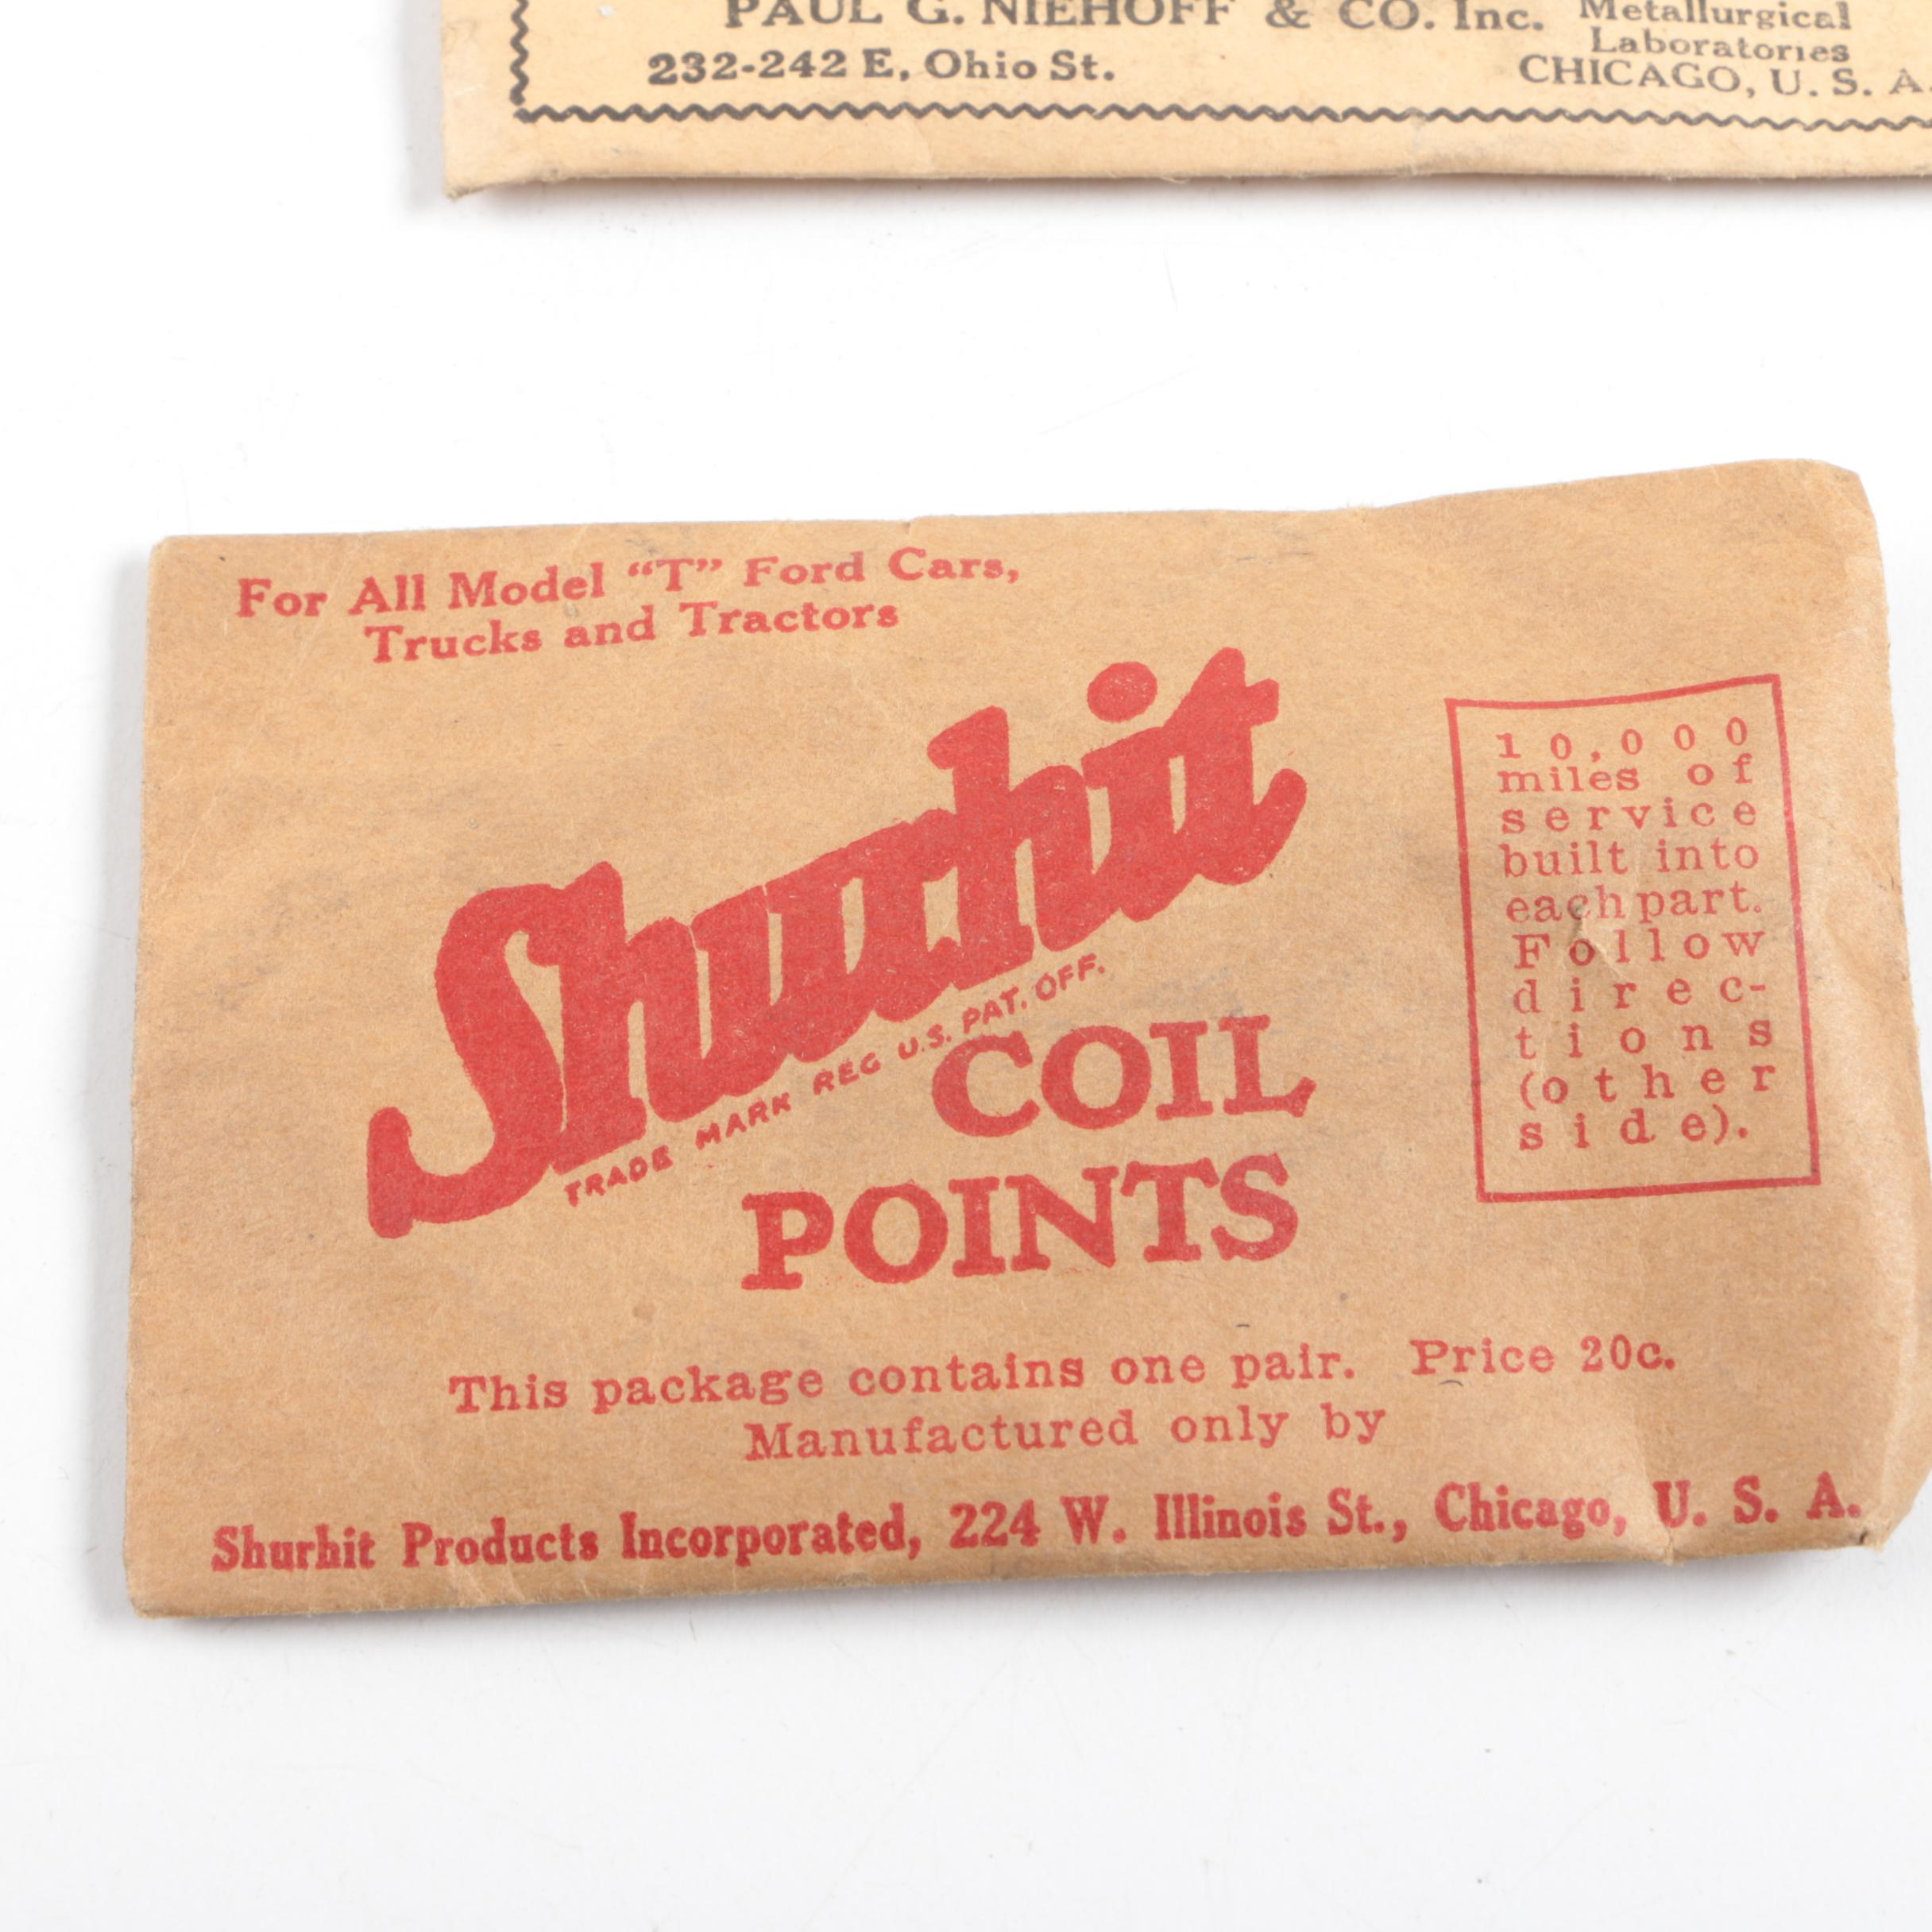 PAUL G. NIEHOFF & CO. Inc. Metallurgical
Laboratories
232-242 E. Ohio St. CHICAGO, U. S. A.
For All Model “T” Ford Cars,
Trucks and Tractors
Shurhit
TRADE MARK REG U.S. PAT. OFF.
COIL
POINTS
10,000
miles of
service
built into
each part.
Follow
direc-
tions
(other
side).
This package contains one pair. Price 20c.
Manufactured only by
Shurhit Products Incorporated, 224 W. Illinois St., Chicago, U. S. A.